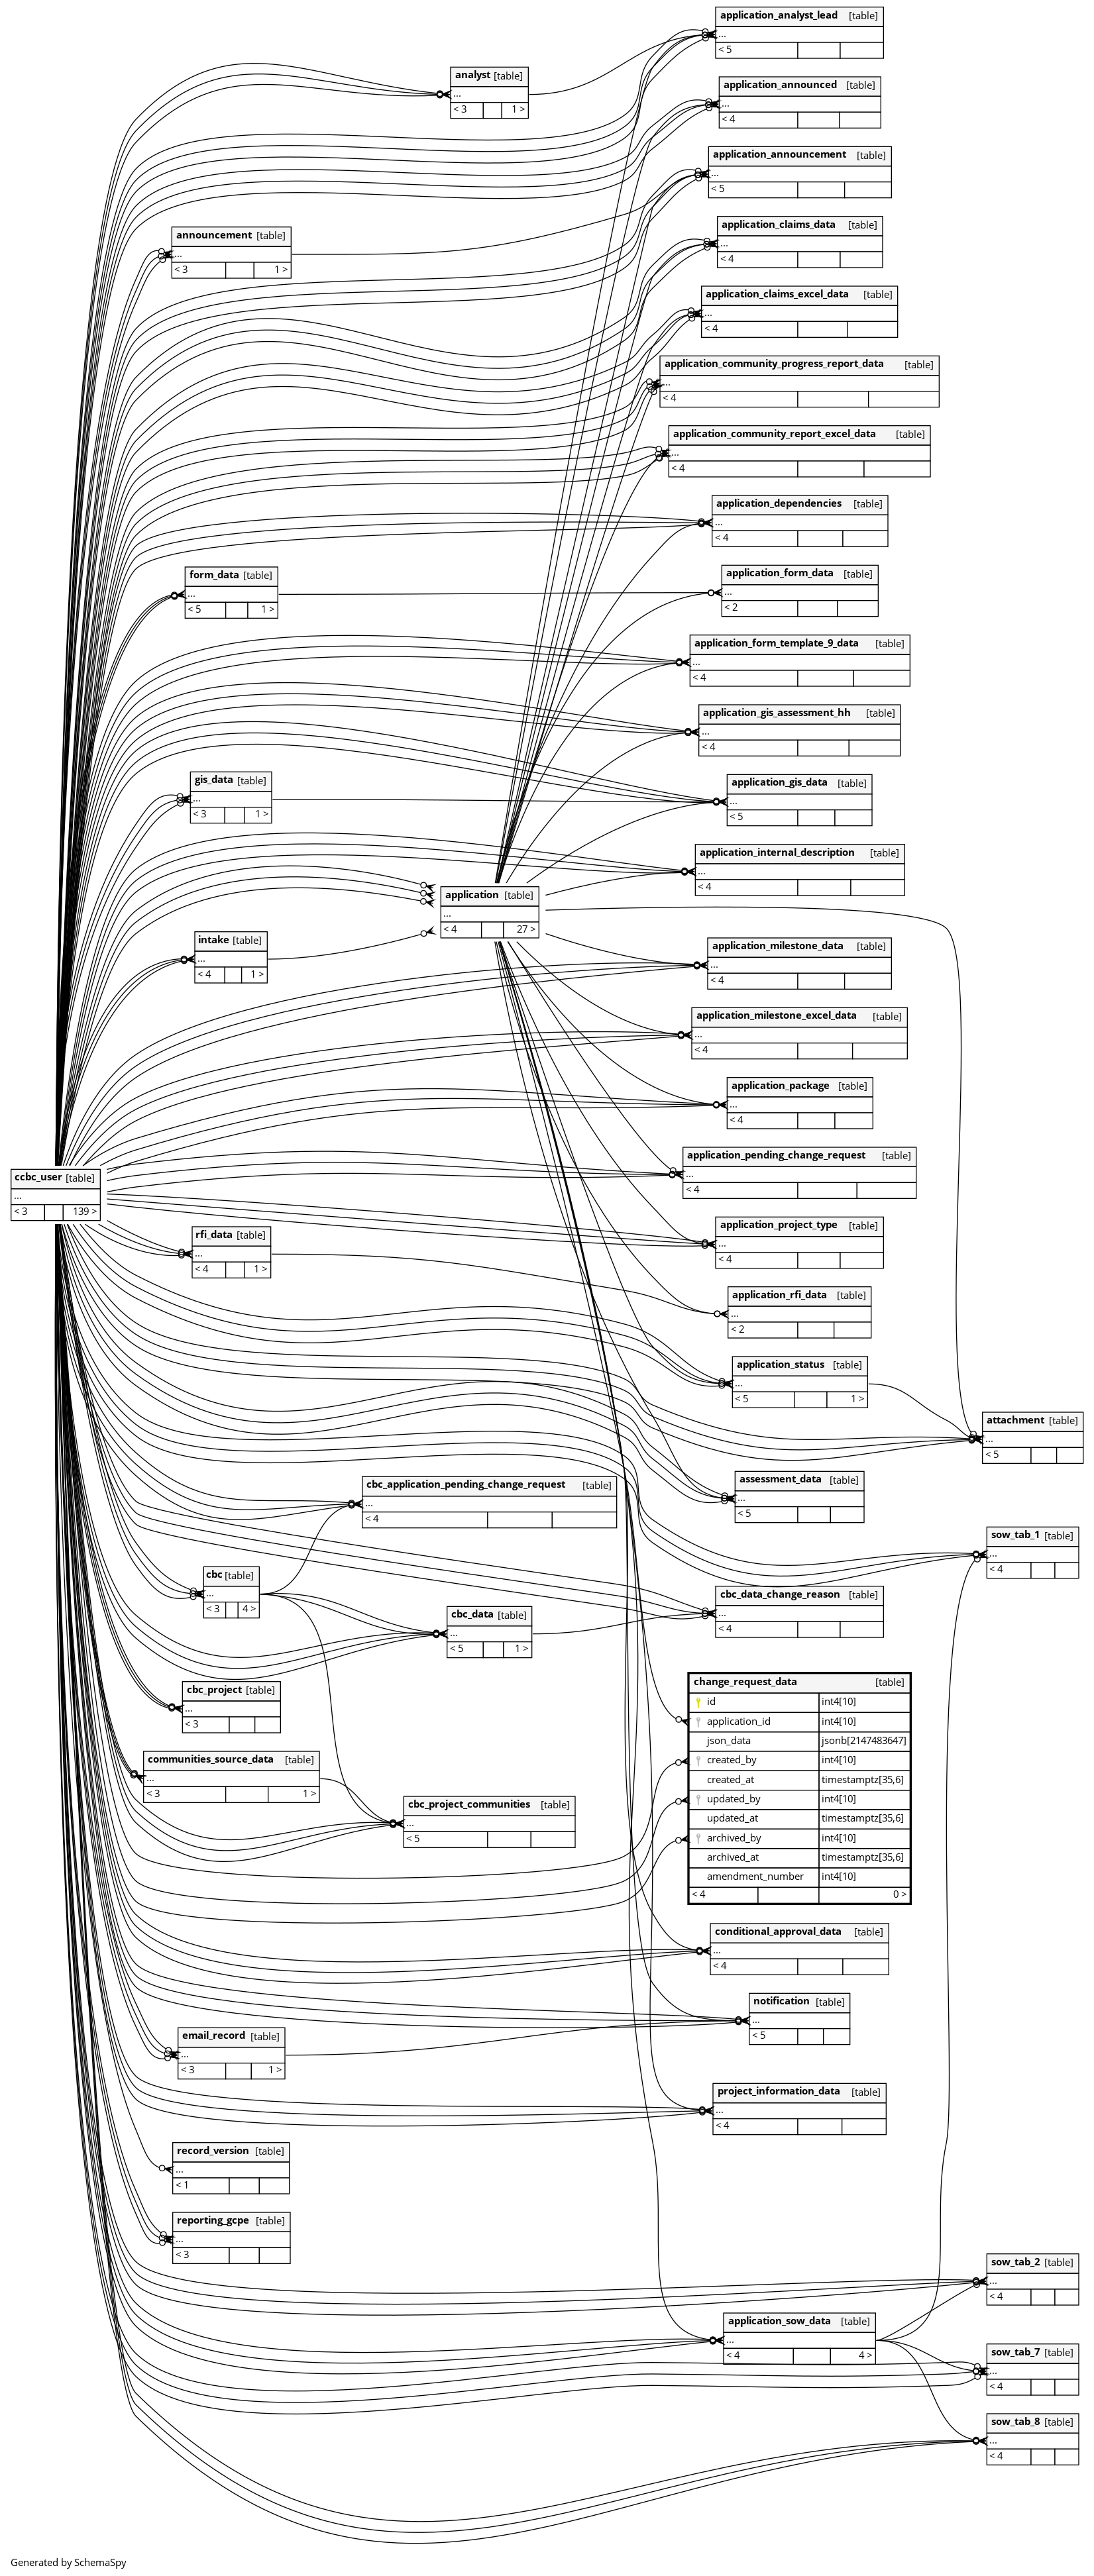 application_analyst_lead [table]
...
< 5
analyst [table]
...
< 3 1 >
application_announced [table]
...
< 4
application_announcement [table]
...
< 5
announcement [table]
...
< 3 1 >
application_claims_data [table]
...
< 4
application_claims_excel_data [table]
...
< 4
application_community_progress_report_data [table]
...
< 4
application_community_report_excel_data [table]
...
< 4
application_dependencies [table]
...
< 4
form_data [table]
...
< 5 1 >
application_form_data [table]
...
< 2
application_form_template_9_data [table]
...
< 4
application_gis_assessment_hh [table]
...
< 4
gis_data [table]
...
< 3 1 >
application_gis_data [table]
...
< 5
application_internal_description [table]
...
< 4
application [table]
...
< 4 27 >
intake [table]
...
< 4 1 >
application_milestone_data [table]
...
< 4
application_milestone_excel_data [table]
...
< 4
application_package [table]
...
< 4
application_pending_change_request [table]
...
< 4
ccbc_user [table]
...
< 3 139 >
application_project_type [table]
...
< 4
rfi_data [table]
...
< 4 1 >
application_rfi_data [table]
...
< 2
application_status [table]
...
< 5 1 >
attachment [table]
...
< 5
assessment_data [table]
...
< 5
cbc_application_pending_change_request [table]
...
< 4
sow_tab_1 [table]
...
< 4
cbc [table]
...
< 3 4 >
cbc_data_change_reason [table]
...
< 4
cbc_data [table]
...
< 5 1 >
change_request_data [table]
id int4[10]
application_id int4[10]
json_data jsonb[2147483647]
created_by int4[10]
created_at timestamptz[35,6]
updated_by int4[10]
updated_at timestamptz[35,6]
archived_by int4[10]
archived_at timestamptz[35,6]
amendment_number int4[10]
< 4 0 >
cbc_project [table]
...
< 3
communities_source_data [table]
...
< 3 1 >
cbc_project_communities [table]
...
< 5
conditional_approval_data [table]
...
< 4
notification [table]
...
< 5
email_record [table]
...
< 3 1 >
project_information_data [table]
...
< 4
record_version [table]
...
< 1
reporting_gcpe [table]
...
< 3
sow_tab_2 [table]
...
< 4
application_sow_data [table]
...
< 4 4 >
sow_tab_7 [table]
...
< 4
sow_tab_8 [table]
...
< 4
Generated by SchemaSpy